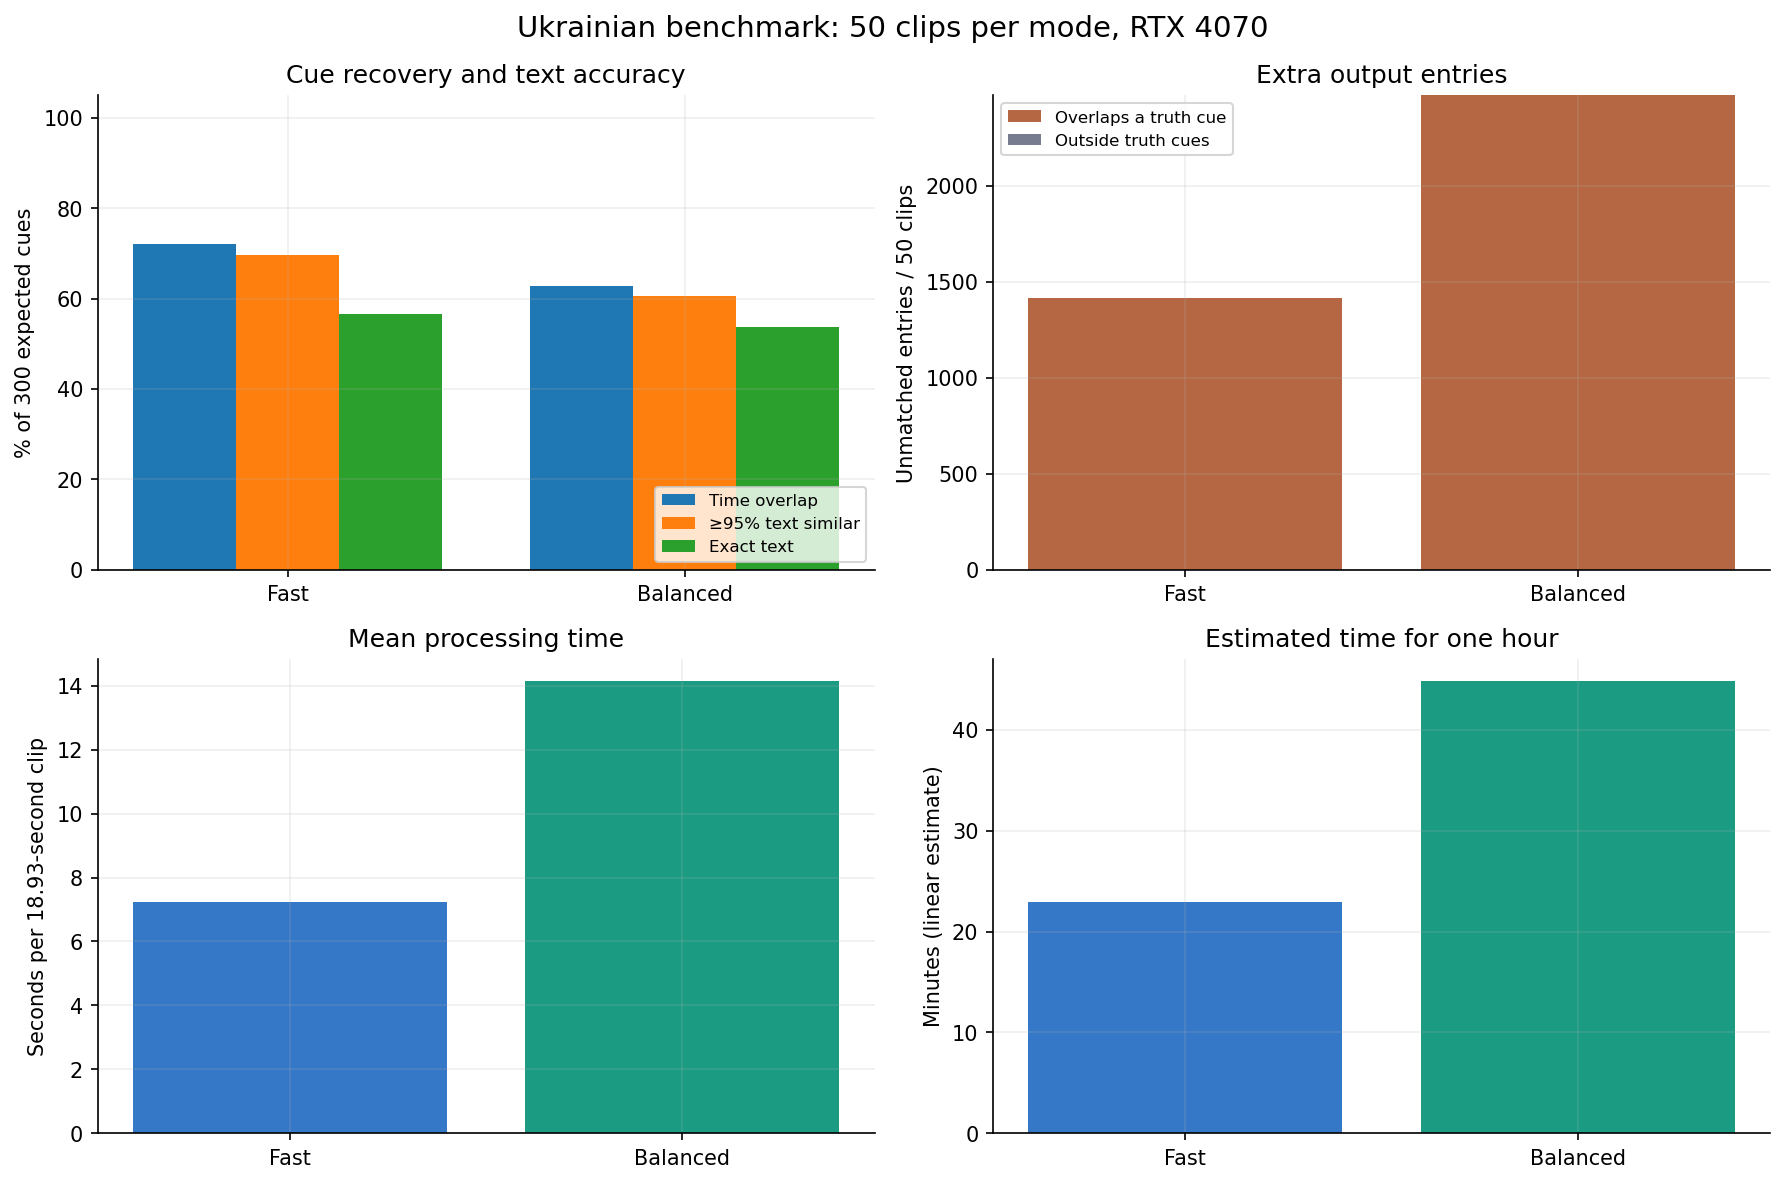 Ukrainian benchmark: 50 clips per mode, RTX 4070
Cue recovery and text accuracy
% of 300 expected cues
100
80
60
40
20
0
Time overlap
≥95% text similar
Exact text
Fast
Balanced
Extra output entries
Unmatched entries / 50 clips
Overlaps a truth cue
Outside truth cues
2000
1500
1000
500
0
Fast
Balanced
Mean processing time
Seconds per 18.93-second clip
14
12
10
8
6
4
2
0
Fast
Balanced
Estimated time for one hour
Minutes (linear estimate)
40
30
20
10
0
Fast
Balanced